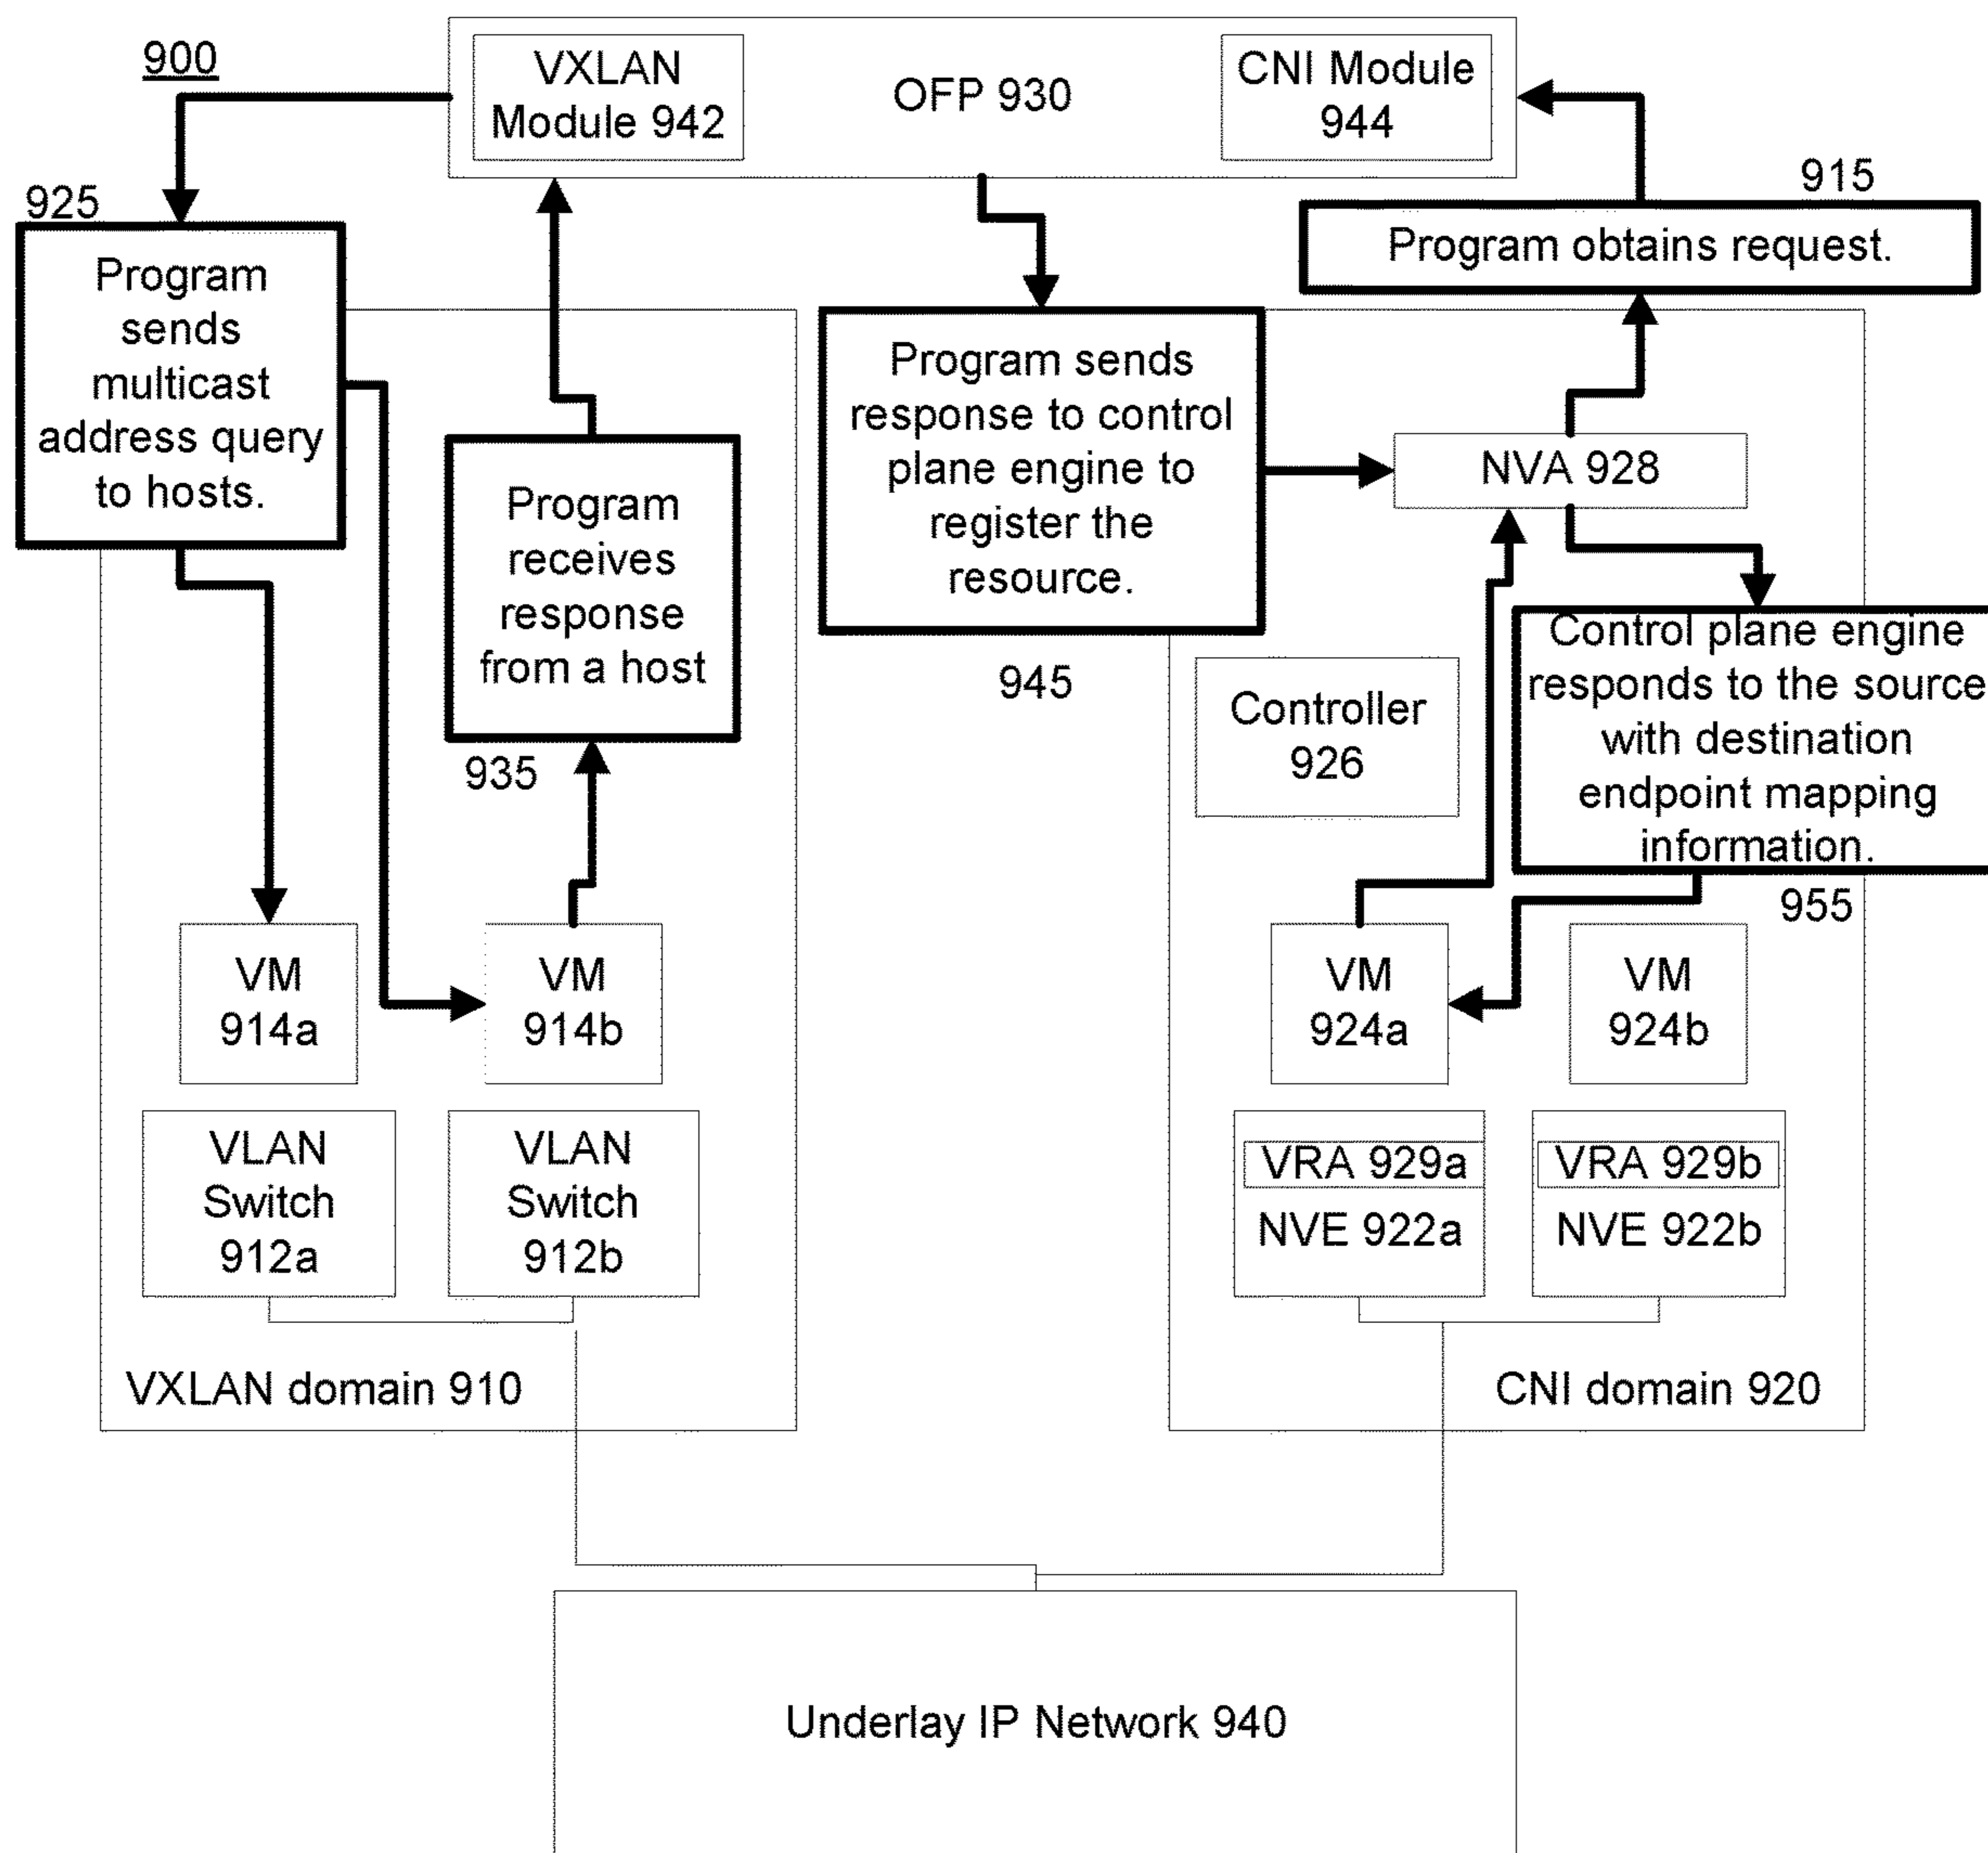 900
VXLAN
Module 942
OFP 930
CNI Module
944
925
915
Program
sends
multicast
address query
to hosts.
Program obtains request.
Program sends
response to control
plane engine to
register the
resource.
945
NVA 928
Program
receives
response
from a host
935
Control plane engine
responds to the source
with destination
endpoint mapping
information.
955
Controller
926
VM
914a
VM
914b
VM
924a
VM
924b
VLAN
Switch
912a
VLAN
Switch
912b
VRA 929a
NVE 922a
VRA 929b
NVE 922b
VXLAN domain 910
CNI domain 920
Underlay IP Network 940